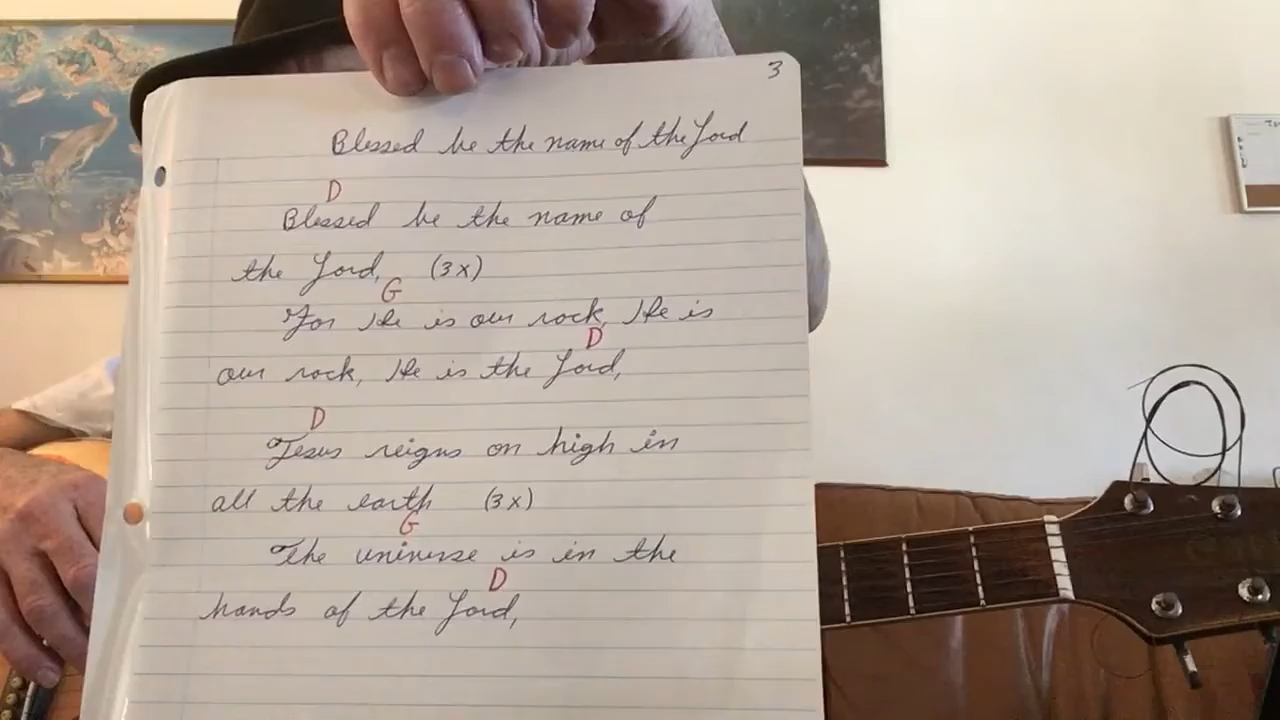 3
Blessed be the name of the Lord
D
Blessed be the name of
the Lord, (3x)
G
For He is our rock, He is
D
our rock, He is the Lord,
D
Jesus reigns on high in
all the earth (3x)
G
The universe is in the
D
hands of the Lord,